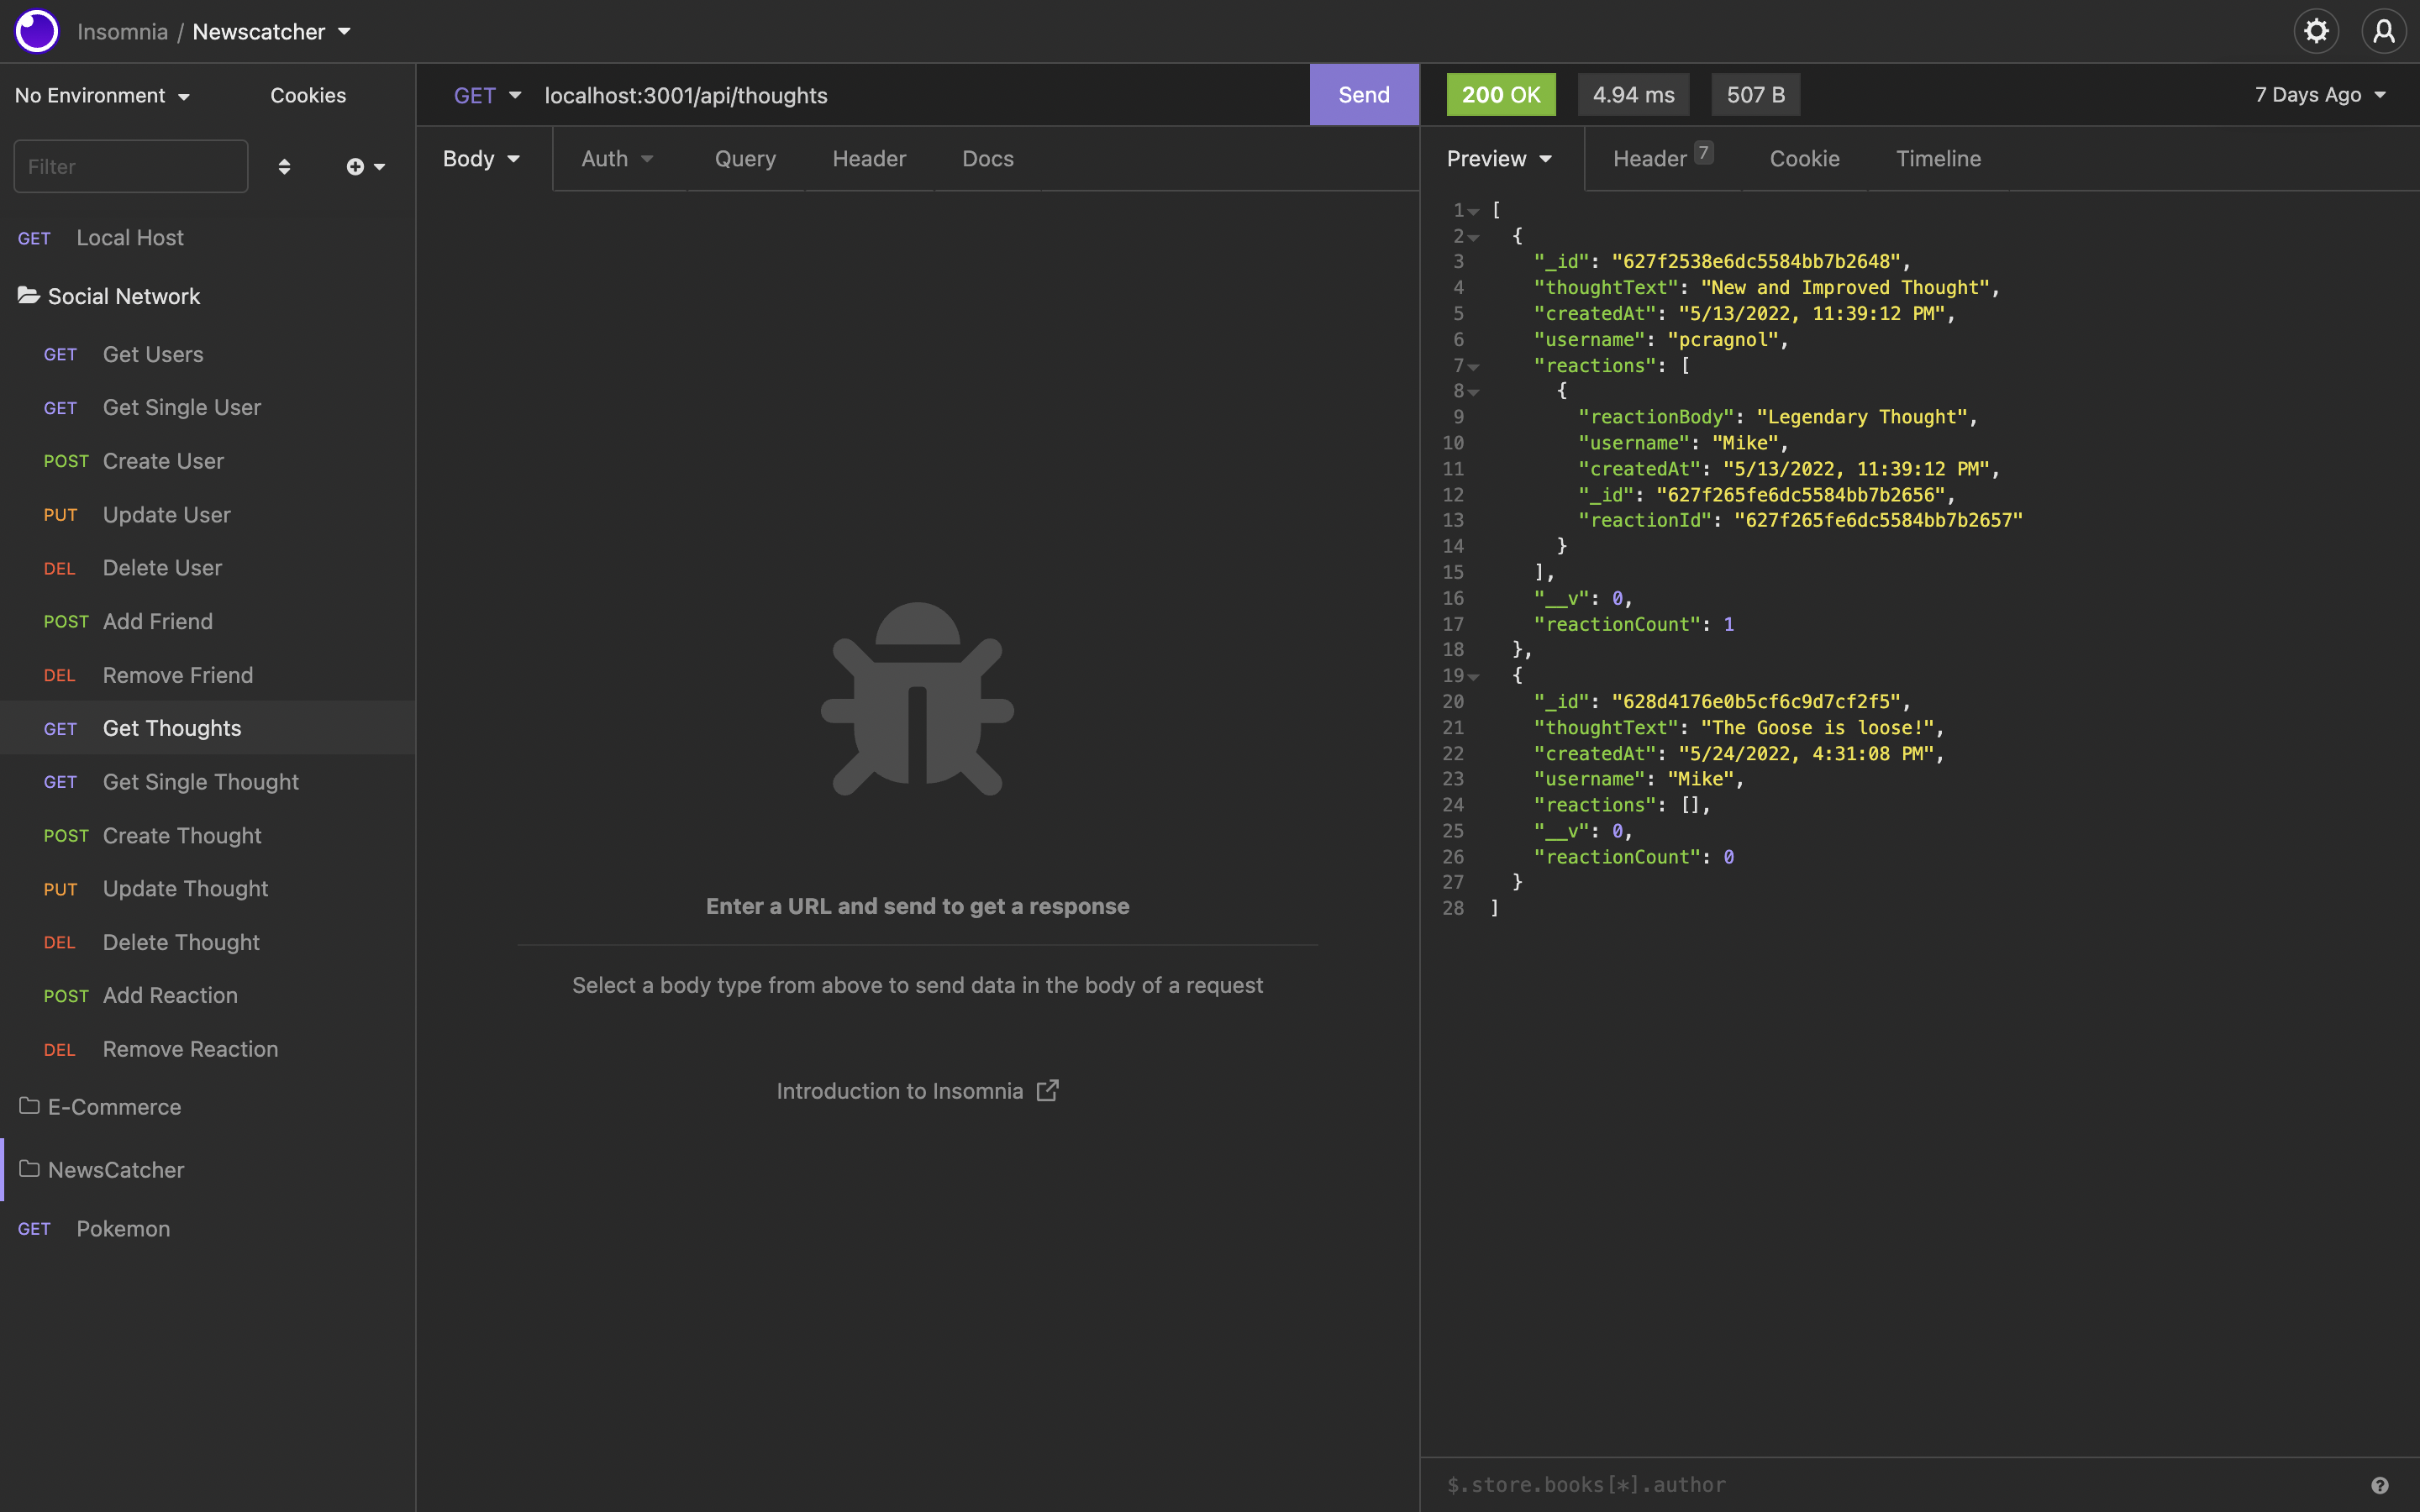 Insomnia / Newscatcher
No Environment Cookies
Filter
GET Local Host
Social Network
GET Get Users
GET Get Single User
POST Create User
PUT Update User
DEL Delete User
POST Add Friend
DEL Remove Friend
GET Get Thoughts
GET Get Single Thought
POST Create Thought
PUT Update Thought
DEL Delete Thought
POST Add Reaction
DEL Remove Reaction
E-Commerce
NewsCatcher
GET Pokemon
GET localhost:3001/api/thoughts Send
Body Auth Query Header Docs
Enter a URL and send to get a response
Select a body type from above to send data in the body of a request
Introduction to Insomnia
200 OK 4.94 ms 507 B 7 Days Ago
Preview Header 7 Cookie Timeline
1 [
2 {
3 "_id": "627f2538e6dc5584bb7b2648",
4 "thoughtText": "New and Improved Thought",
5 "createdAt": "5/13/2022, 11:39:12 PM",
6 "username": "pcragnol",
7 "reactions": [
8 {
9 "reactionBody": "Legendary Thought",
10 "username": "Mike",
11 "createdAt": "5/13/2022, 11:39:12 PM",
12 "_id": "627f265fe6dc5584bb7b2656",
13 "reactionId": "627f265fe6dc5584bb7b2657"
14 }
15 ],
16 "__v": 0,
17 "reactionCount": 1
18 },
19 {
20 "_id": "628d4176e0b5cf6c9d7cf2f5",
21 "thoughtText": "The Goose is loose!",
22 "createdAt": "5/24/2022, 4:31:08 PM",
23 "username": "Mike",
24 "reactions": [],
25 "__v": 0,
26 "reactionCount": 0
27 }
28 ]
$.store.books[*].author